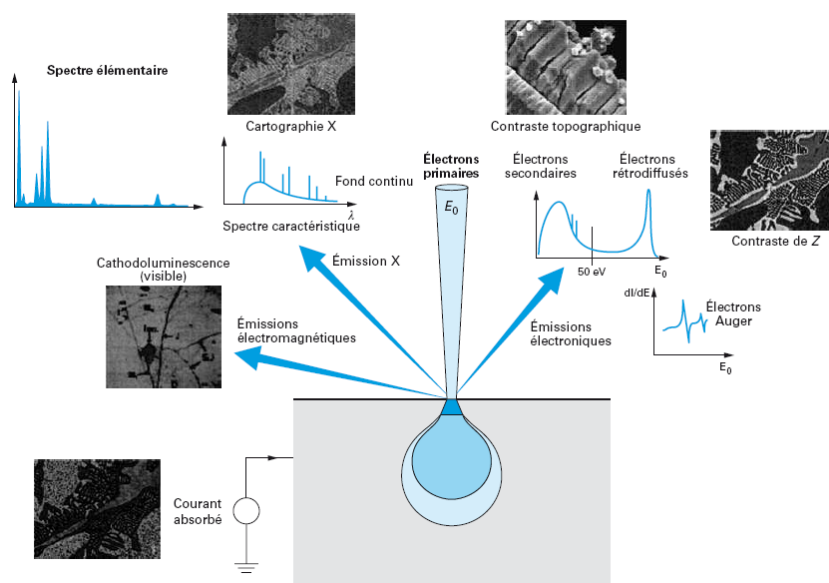 Spectre élémentaire
Cartographie X
Fond continu
λ
Spectre caractéristique
Émission X
Cathodoluminescence
(visible)
Émissions
électromagnétiques
Électrons
primaires
E₀
Contraste topographique
Électrons
secondaires
Électrons
rétrodiffusés
50 eV
E₀
Contraste de Z
dI/dE
Électrons
Auger
E₀
Émissions
électroniques
Courant
absorbé